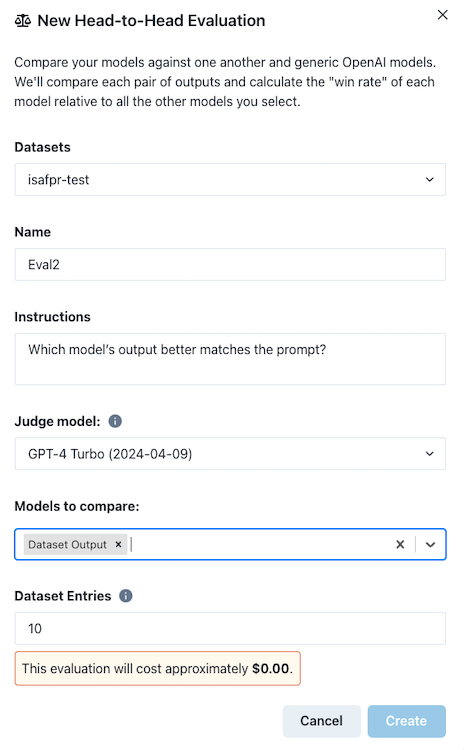 New Head-to-Head Evaluation
Compare your models against one another and generic OpenAI models.
We'll compare each pair of outputs and calculate the "win rate" of each
model relative to all the other models you select.
Datasets
isafpr-test
Name
Eval2
Instructions
Which model's output better matches the prompt?
Judge model:
GPT-4 Turbo (2024-04-09)
Models to compare:
Dataset Output
Dataset Entries
10
This evaluation will cost approximately $0.00.
Cancel Create